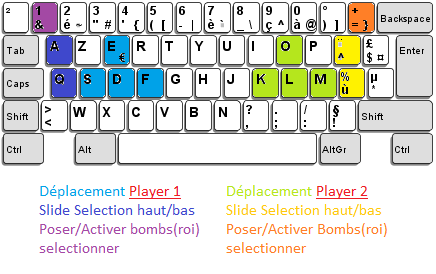 ² 1 & 2 é ~ 3 " # 4 ' { 5 ( [ 6 - | 7 è ` 8 _ \ 9 ç ^ 0 à @ ° ) ] + = } Backspace
Tab A Z E € R T Y U I O P ¨ ^ £ $ ¤ Enter
Caps Q S D F G H J K L M % ù µ *
Shift > < W X C V B N ? , . ; / : § ! Shift
Ctrl Alt AltGr Ctrl
Déplacement Player 1
Slide Selection haut/bas
Poser/Activer bombs(roi)
selectionner
Déplacement Player 2
Slide Selection haut/bas
Poser/Activer Bombs(roi)
selectionner